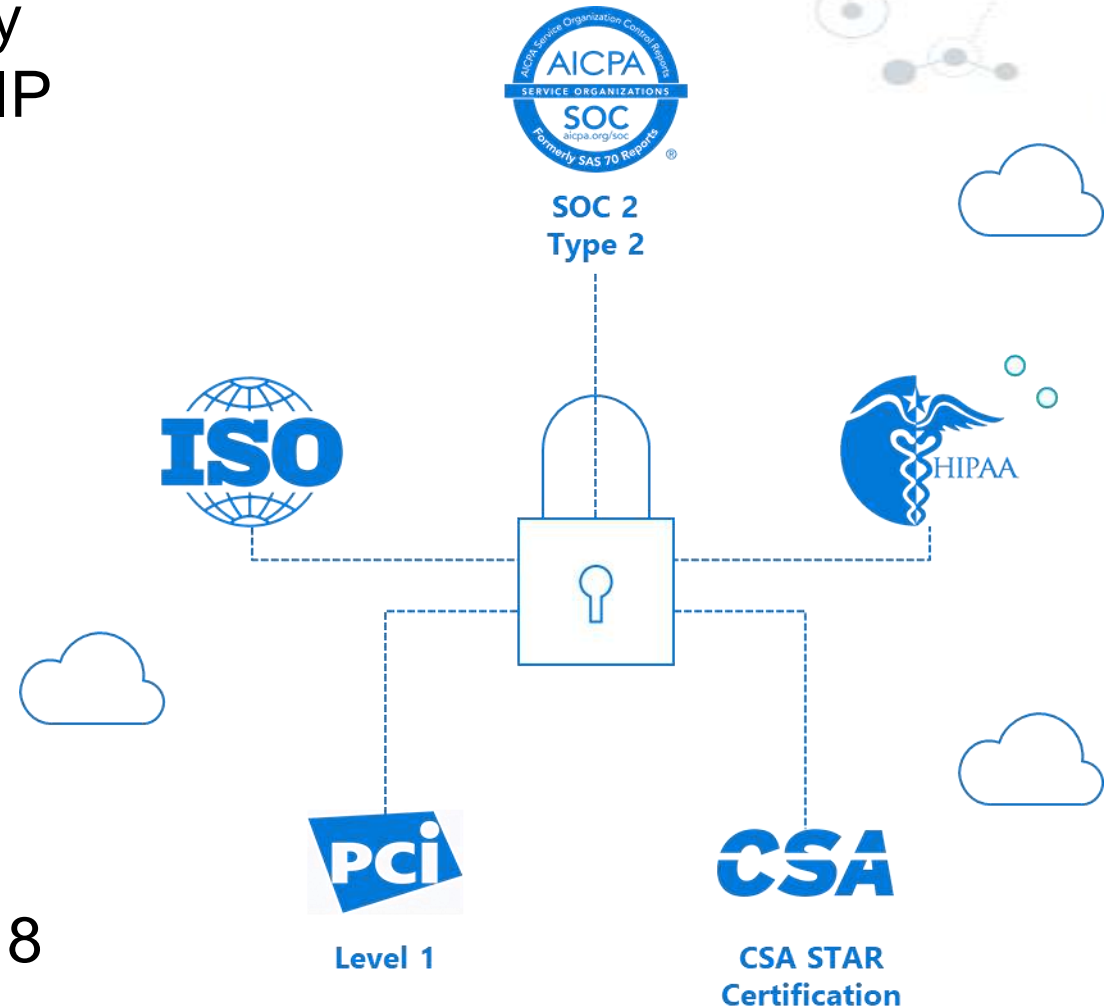 y
IP
AICPA Service Organization Control Reports
AICPA
SERVICE ORGANIZATIONS
SOC
aicpa.org/soc
Formerly SAS 70 Reports
®
SOC 2
Type 2
ISO
HIPAA
PCi
CSA
8
Level 1
CSA STAR
Certification